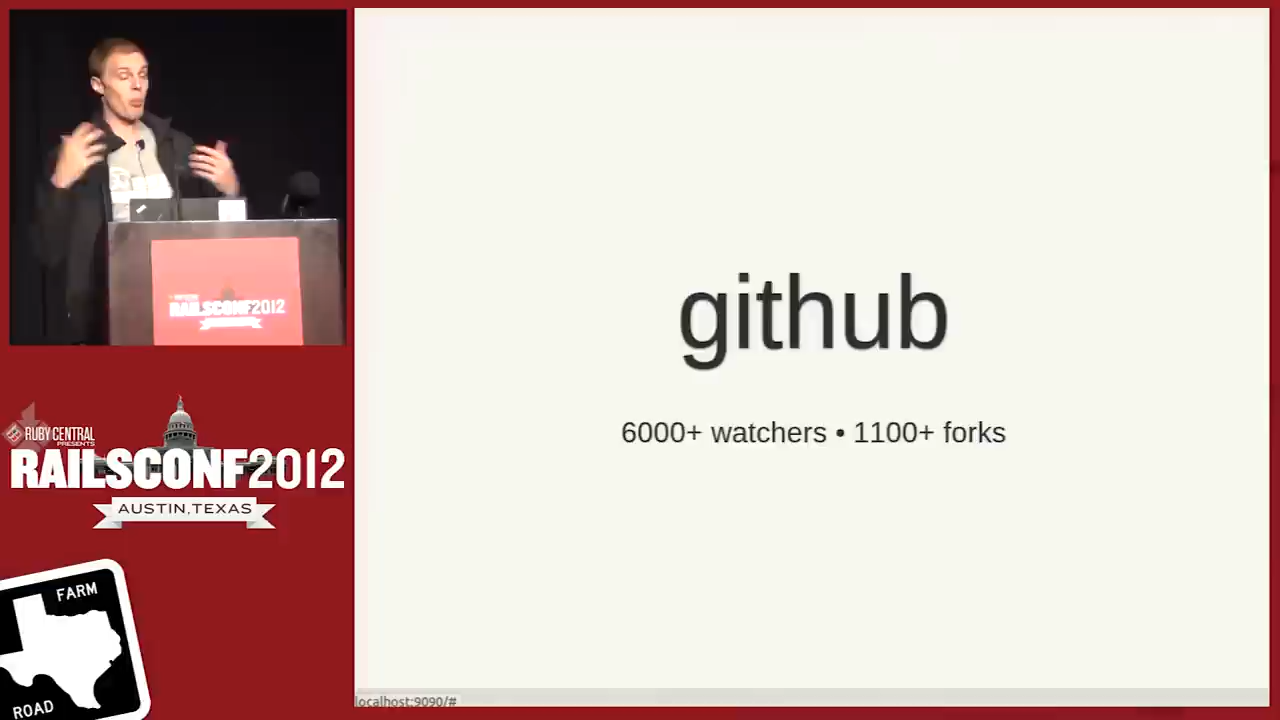 RAILSCONF2012
RUBY CENTRAL
PRESENTS
RAILSCONF2012
AUSTIN, TEXAS
FARM
ROAD
github
6000+ watchers • 1100+ forks
localhost:9090/#